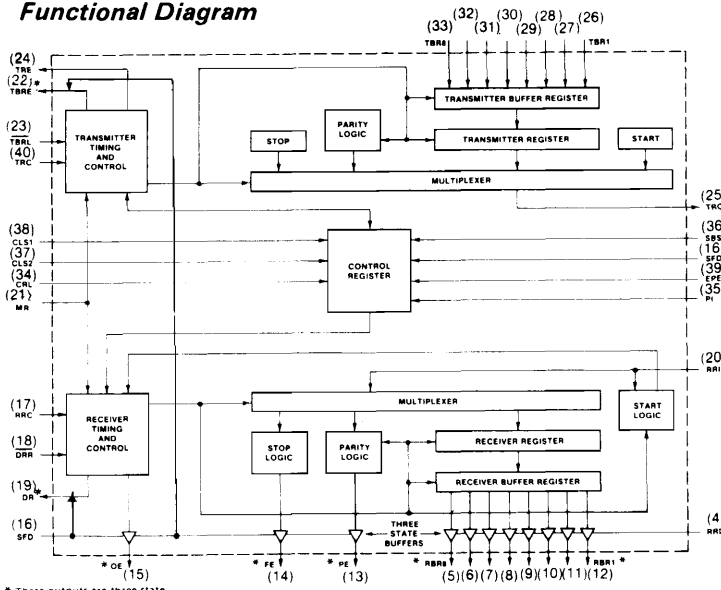 Functional Diagram
(33) (32) (31) (30) (29) (28) (27) (26)
TBR8 TBR1
(24)
TRE
(22)*
TBRE
(23)
TBRL
(40)
TRC
TRANSMITTER
TIMING
AND
CONTROL
TRANSMITTER BUFFER REGISTER
STOP
PARITY
LOGIC
TRANSMITTER REGISTER
START
MULTIPLEXER
(25)
TRO
(38)
CLS1
(37)
CLS2
(34)
CRL
(21)
MR
CONTROL
REGISTER
(36)
SBS
(16)
SFD
(39)
EPE
(35)
PI
(20)
RRI
(17)
RRC
(18)
DRR
(19)
DR*
(16)
SFD
RECEIVER
TIMING
AND
CONTROL
MULTIPLEXER
START
LOGIC
STOP
LOGIC
PARITY
LOGIC
RECEIVER REGISTER
RECEIVER BUFFER REGISTER
THREE
STATE
BUFFERS
(4)
RRD
* OE
(15)
* FE
(14)
* PE
(13)
* RBR8 RBR1 *
(5) (6) (7) (8) (9) (10) (11) (12)
* These outputs are three state